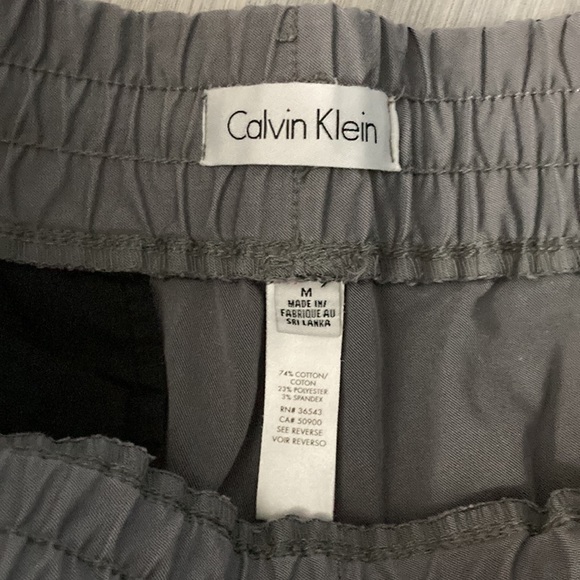 Calvin Klein
M
MADE IN/
FABRIQUÉ AU
SRI LANKA
74% COTTON/
COTON
23% POLYESTER
3% SPANDEX
RN# 36543
CA# 50900
SEE REVERSE
VOIR REVERSO